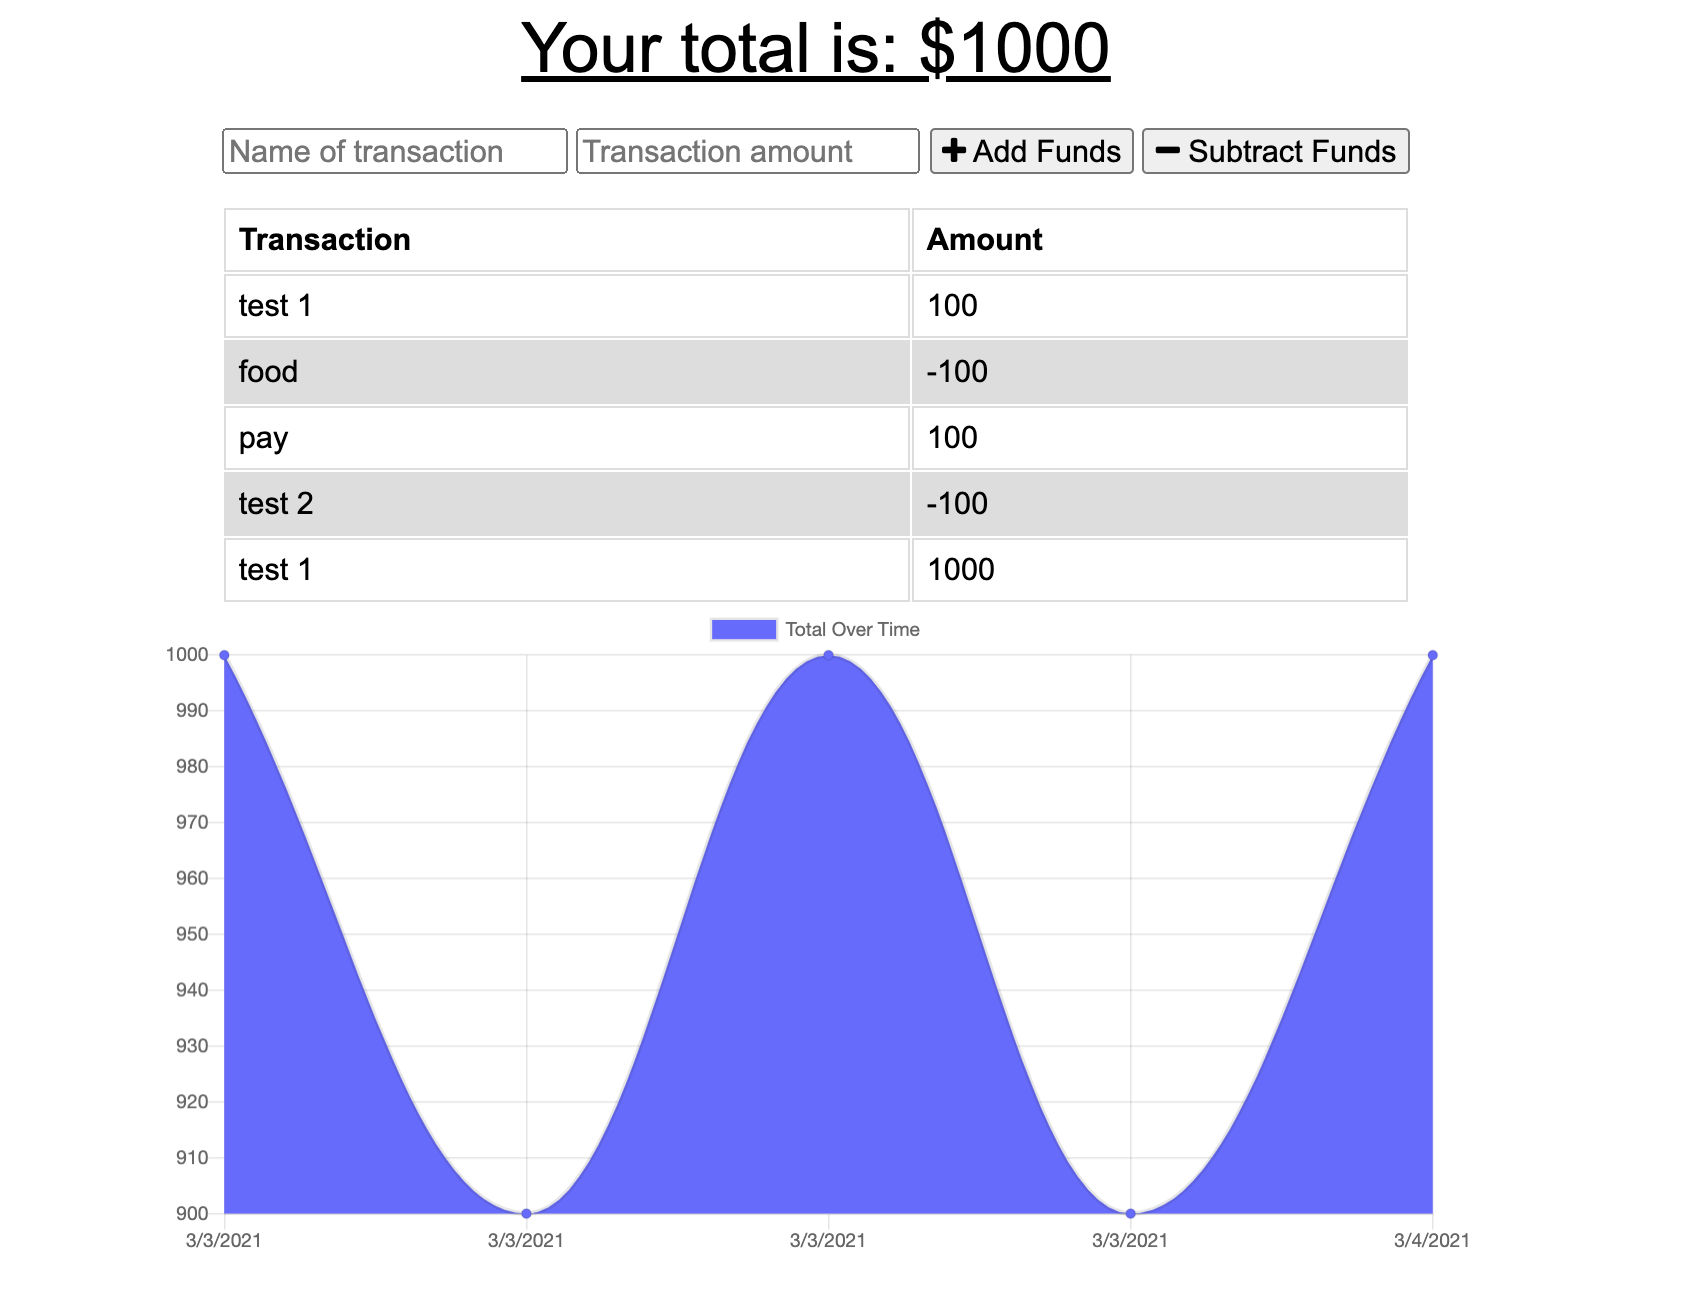 Your total is: $1000
Name of transaction Transaction amount Add Funds Subtract Funds
Transaction Amount
test 1 100
food -100
pay 100
test 2 -100
test 1 1000
Total Over Time
1000
990
980
970
960
950
940
930
920
910
900
3/3/2021 3/3/2021 3/3/2021 3/3/2021 3/4/2021